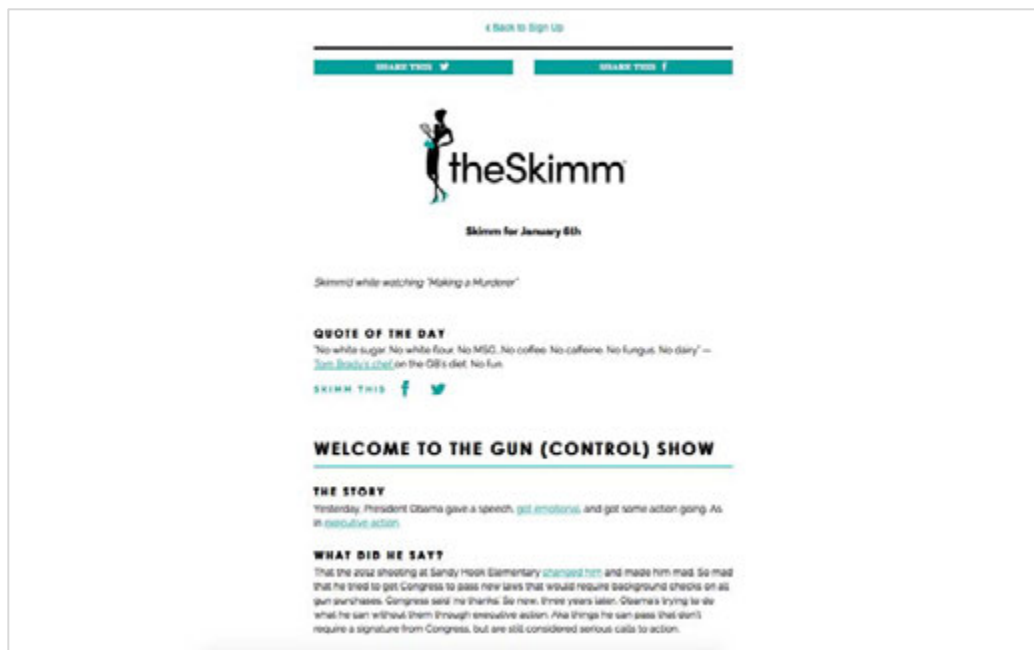 ‹ Back to Sign Up
SHARE THIS
SHARE THIS
theSkimm
Skimm for January 6th
Skimm'd while watching "Making a Murderer"
QUOTE OF THE DAY
"No white sugar. No white flour. No MSG...No coffee. No caffeine. No fungus. No dairy" —
Tom Brady's chef on the QB's diet. No fun.
SKIMM THIS
WELCOME TO THE GUN (CONTROL) SHOW
THE STORY
Yesterday, President Obama gave a speech, got emotional, and got some action going. As
in executive action.
WHAT DID HE SAY?
That the 2012 shooting at Sandy Hook Elementary changed him and made him mad. So mad
that he tried to get Congress to pass new laws that would require background checks on all
gun purchases. Congress said 'no thanks.' So now, three years later, Obama's trying to do
what he can without them through executive action. Aka things he can pass that don't
require a signature from Congress, but are still considered serious calls to action.